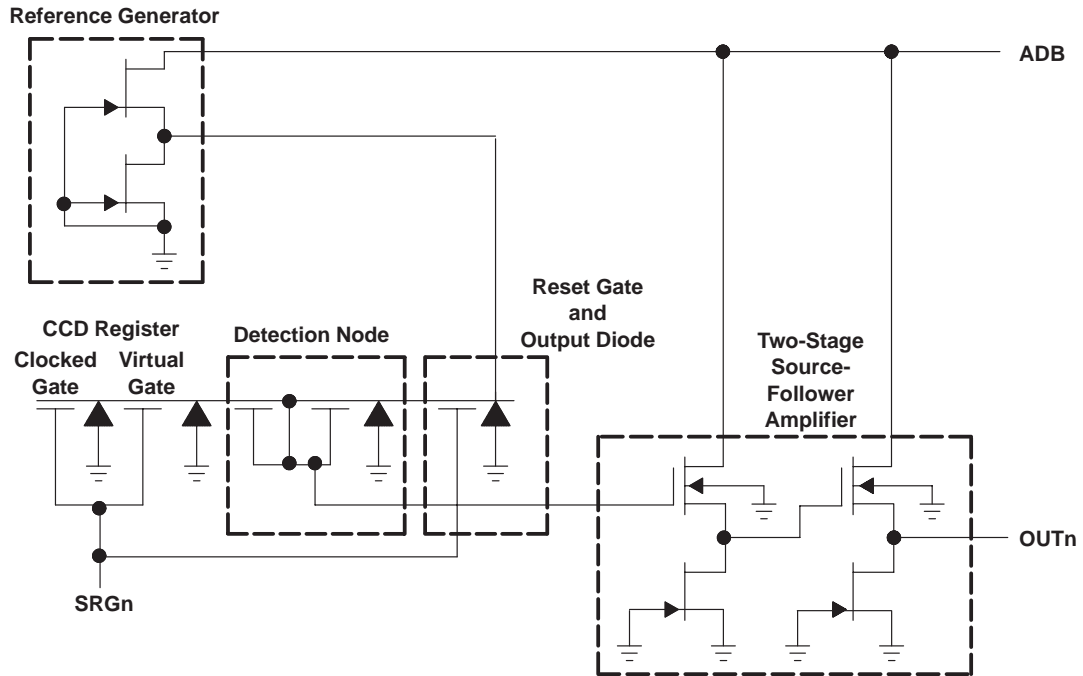 Reference Generator
ADB
Reset Gate
and
Output Diode
CCD Register
Clocked
Gate
Virtual
Gate
Detection Node
Two-Stage
Source-
Follower
Amplifier
OUTn
SRGn